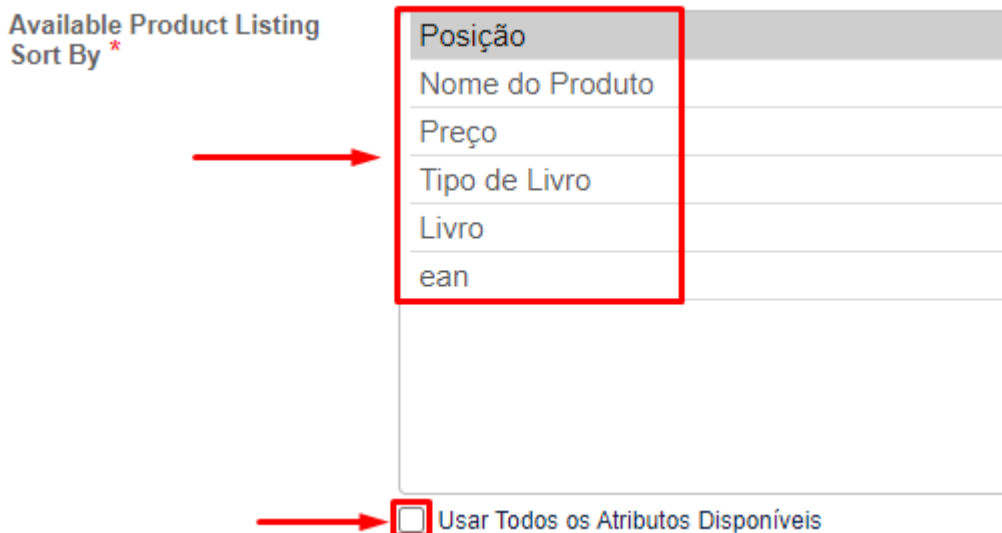 Available Product Listing
Sort By *
Posição
Nome do Produto
Preço
Tipo de Livro
Livro
ean
Usar Todos os Atributos Disponíveis